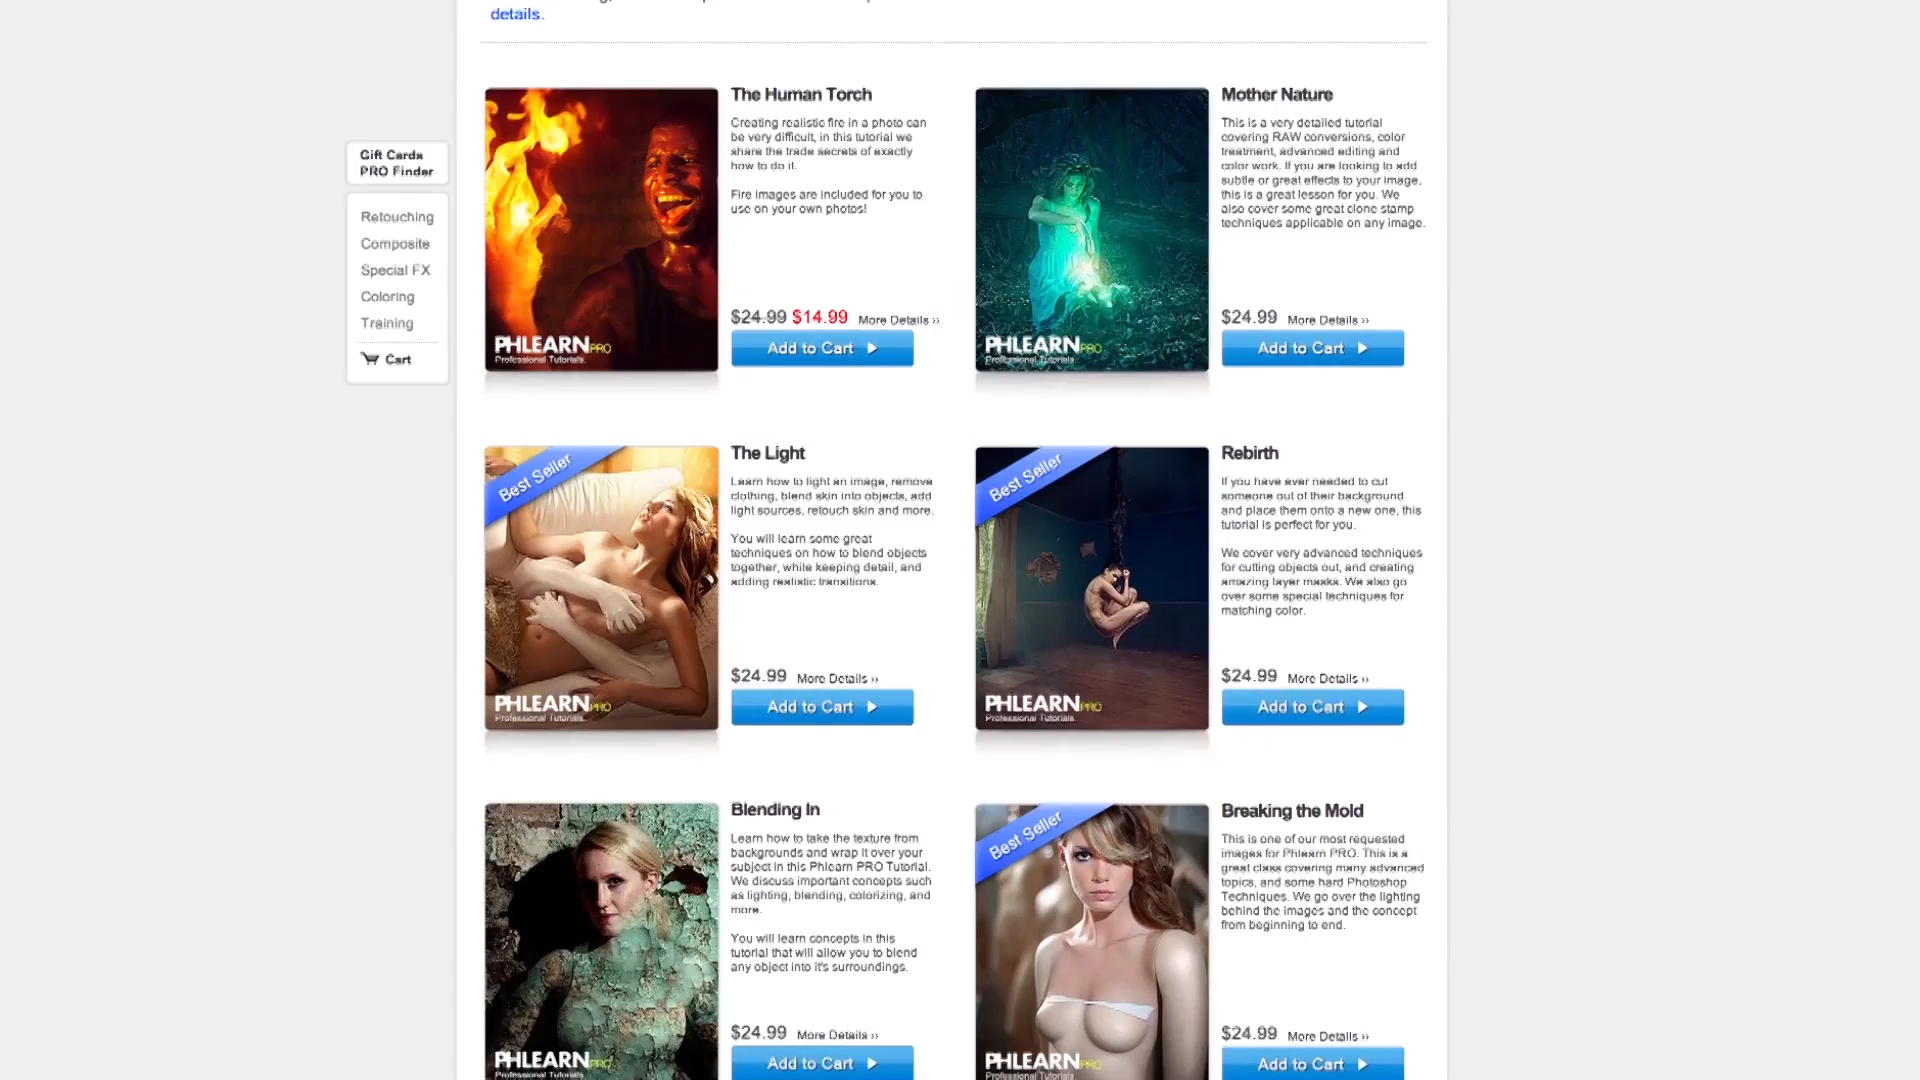 details.
Gift Cards
PRO Finder
Retouching
Composite
Special FX
Coloring
Training
Cart
The Human Torch
Creating realistic fire in a photo can
be very difficult, in this tutorial we
share the trade secrets of exactly
how to do it.
Fire images are included for you to
use on your own photos!
$24.99 $14.99 More Details ››
Add to Cart
PHLEARN PRO
Professional Tutorials.
Mother Nature
This is a very detailed tutorial
covering RAW conversions, color
treatment, advanced editing and
color work. If you are looking to add
subtle or great effects to your image,
this is a great lesson for you. We
also cover some great clone stamp
techniques applicable on any image.
$24.99 More Details ››
Add to Cart
PHLEARN PRO
Professional Tutorials.
Best Seller
The Light
Learn how to light an image, remove
clothing, blend skin into objects, add
light sources, retouch skin and more.
You will learn some great
techniques on how to blend objects
together, while keeping detail, and
adding realistic transitions.
$24.99 More Details ››
Add to Cart
PHLEARN PRO
Professional Tutorials.
Best Seller
Rebirth
If you have ever needed to cut
someone out of their background
and place them onto a new one, this
tutorial is perfect for you.
We cover very advanced techniques
for cutting objects out, and creating
amazing layer masks. We also go
over some special techniques for
matching color.
$24.99 More Details ››
Add to Cart
PHLEARN PRO
Professional Tutorials.
Blending In
Learn how to take the texture from
backgrounds and wrap it over your
subject in this Phlearn PRO Tutorial.
We discuss important concepts such
as lighting, blending, colorizing, and
more.
You will learn concepts in this
tutorial that will allow you to blend
any object into it's surroundings.
$24.99 More Details ››
Add to Cart
PHLEARN PRO
Professional Tutorials.
Best Seller
Breaking the Mold
This is one of our most requested
images for Phlearn PRO. This is a
great class covering many advanced
topics, and some hard Photoshop
Techniques. We go over the lighting
behind the images and the concept
from beginning to end.
$24.99 More Details ››
Add to Cart
PHLEARN PRO
Professional Tutorials.